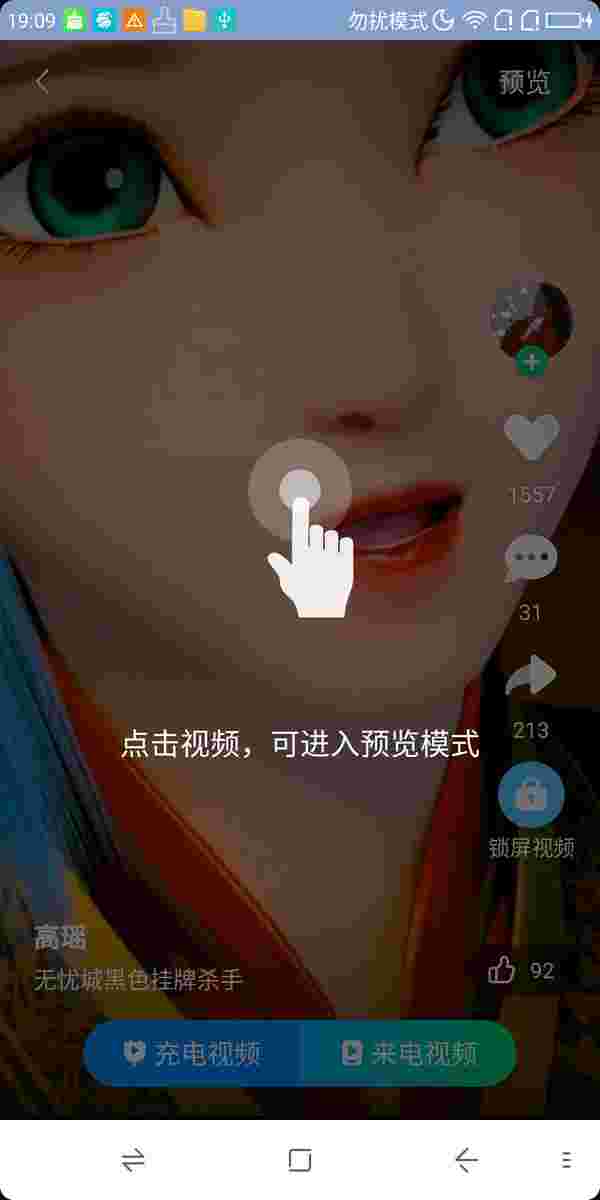 19:09
勿扰模式
预览
1557
31
213
点击视频，可进入预览模式
锁屏视频
高瑶
无忧城黑色挂牌杀手
92
充电视频
来电视频